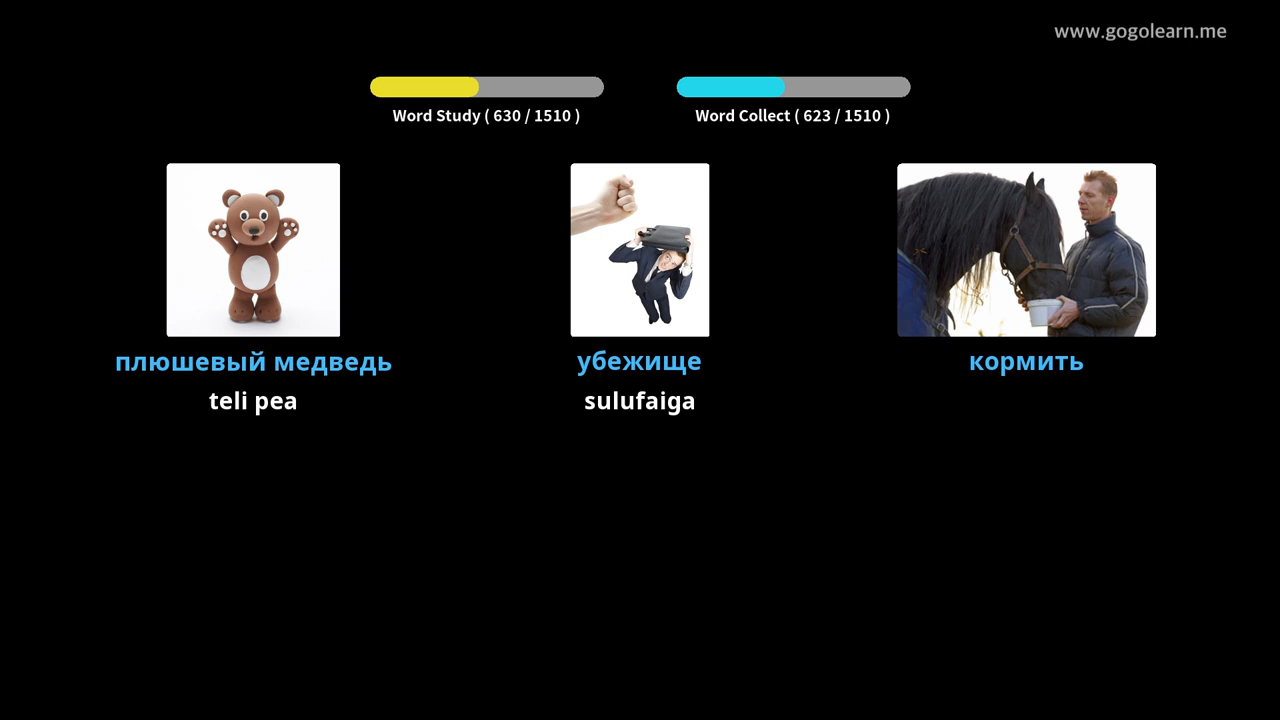 www.gogolearn.me
Word Study ( 630 / 1510 )
Word Collect ( 623 / 1510 )
плюшевый медведь
teli pea
убежище
sulufaiga
кормить